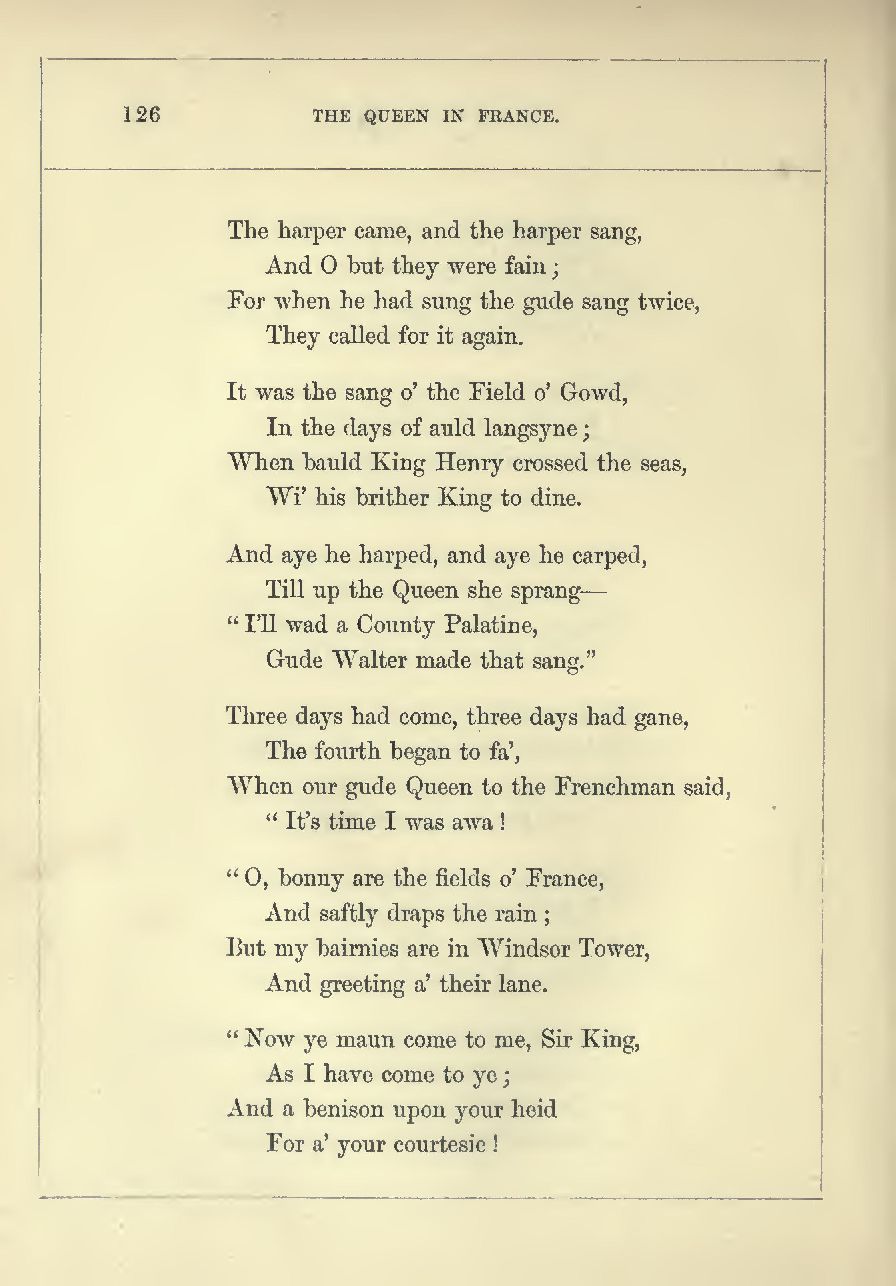 126 THE QUEEN IN FRANCE.
The harper came, and the harper sang,
And O but they were fain;
For when he had sung the gude sang twice,
They called for it again.
It was the sang o' the Field o' Gowd,
In the days of auld langsyne;
When bauld King Henry crossed the seas,
Wi' his brither King to dine.
And aye he harped, and aye he carped,
Till up the Queen she sprang—
"I'll wad a County Palatine,
Gude Walter made that sang."
Three days had come, three days had gane,
The fourth began to fa',
When our gude Queen to the Frenchman said,
"It's time I was awa!
"O, bonny are the fields o' France,
And saftly draps the rain;
But my bairnies are in Windsor Tower,
And greeting a' their lane.
"Now ye maun come to me, Sir King,
As I have come to ye;
And a benison upon your heid
For a' your courtesie!